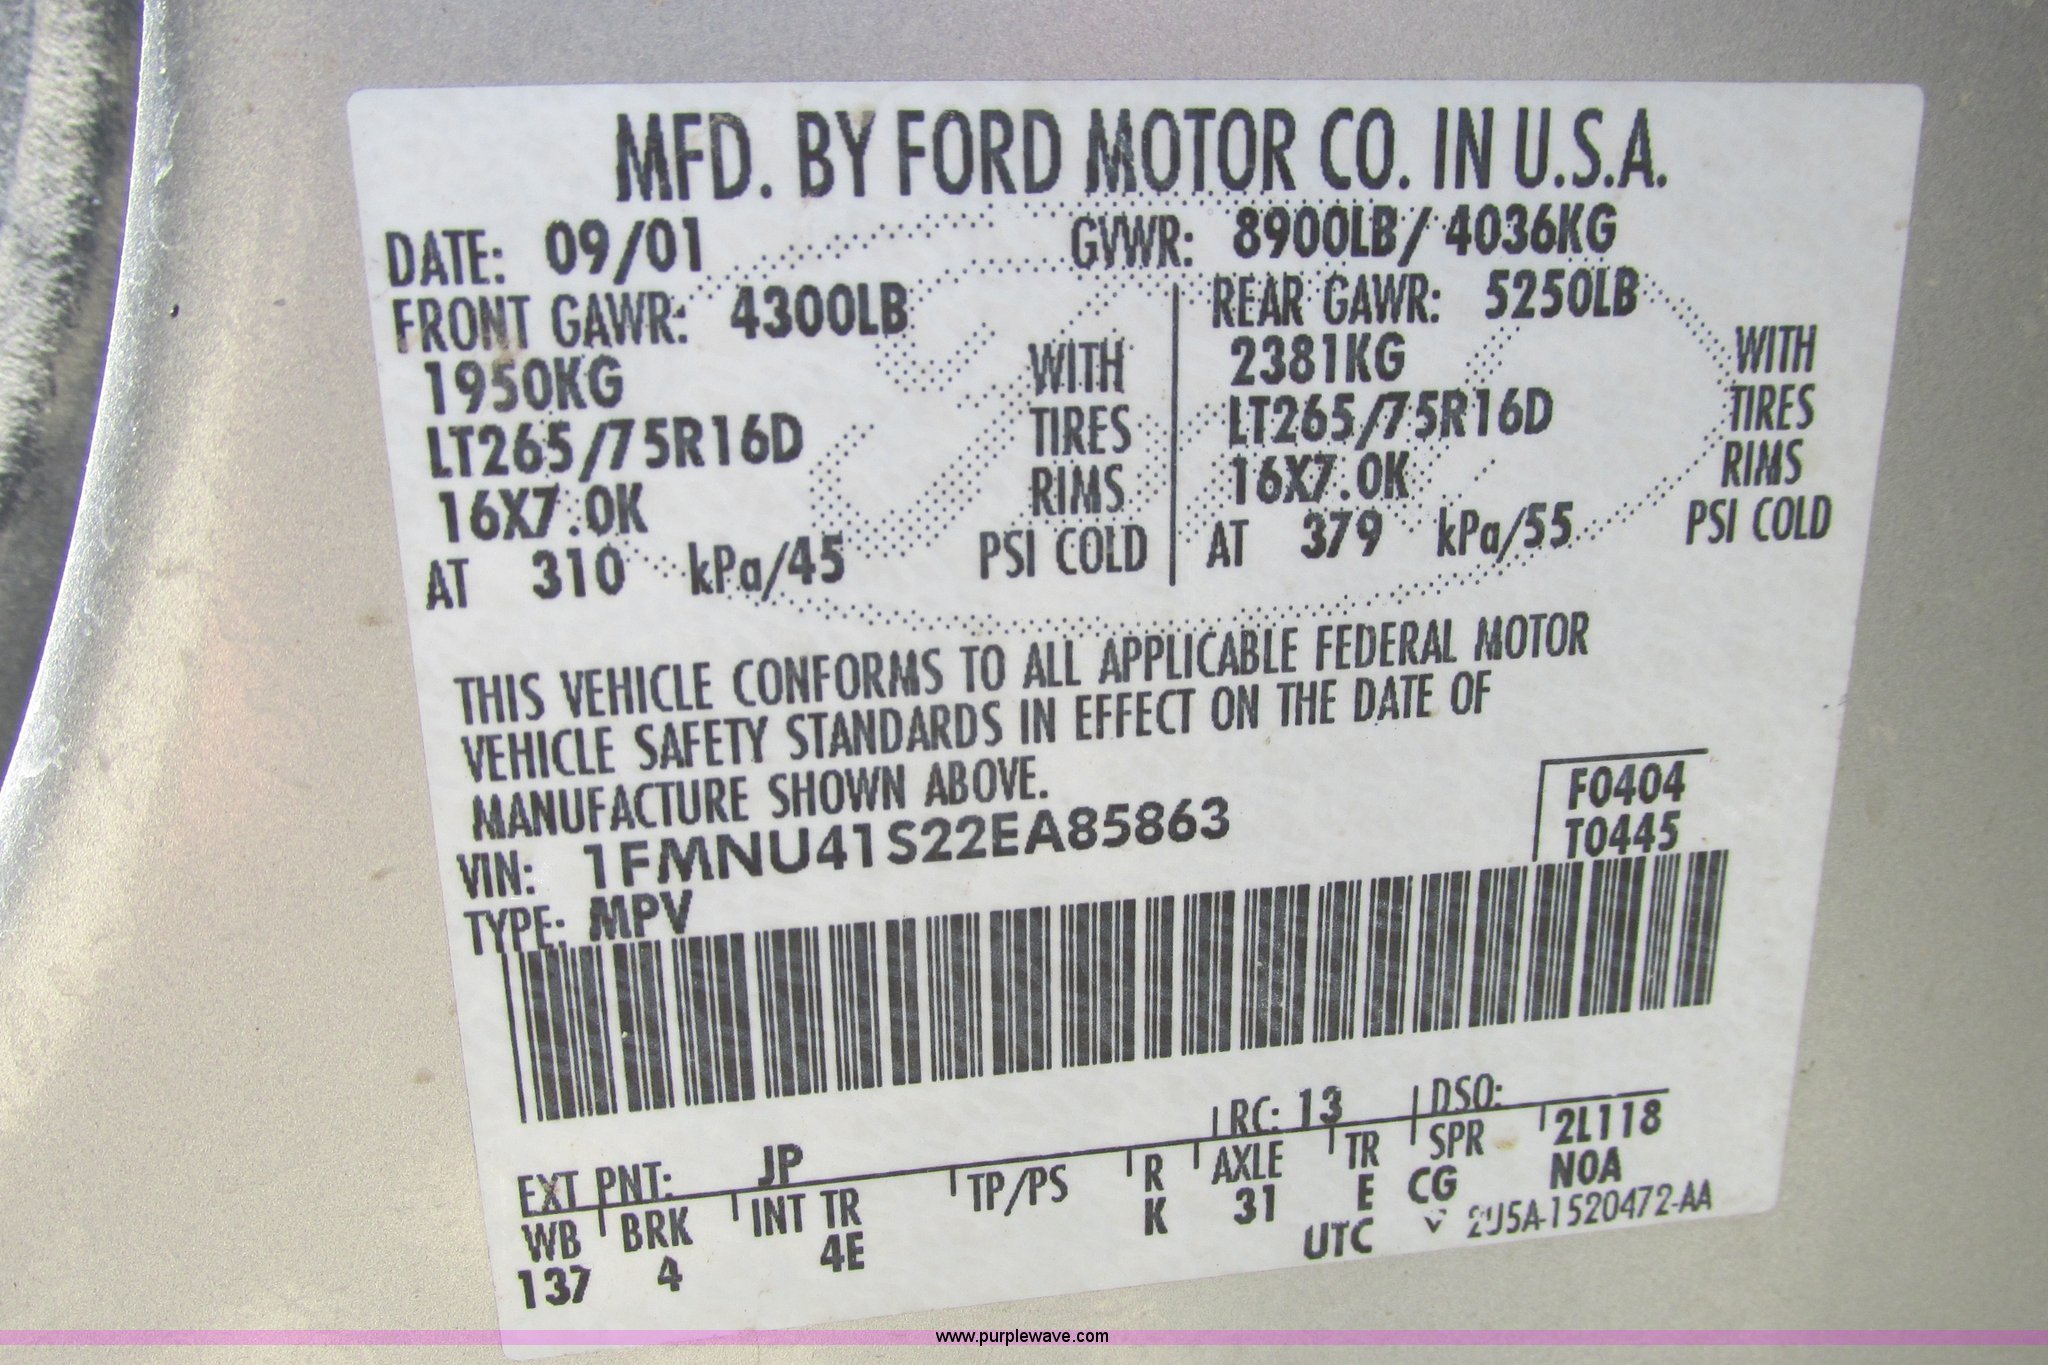 MFD. BY FORD MOTOR CO. IN U.S.A.
DATE: 09/01 GVWR: 8900LB/ 4036KG
FRONT GAWR: 4300LB REAR GAWR: 5250LB
1950KG WITH 2381KG WITH
LT265/75R16D TIRES LT265/75R16D TIRES
16X7.0K RIMS 16X7.0K RIMS
AT 310 kPa/45 PSI COLD AT 379 kPa/55 PSI COLD
THIS VEHICLE CONFORMS TO ALL APPLICABLE FEDERAL MOTOR
VEHICLE SAFETY STANDARDS IN EFFECT ON THE DATE OF
MANUFACTURE SHOWN ABOVE.
F0404
VIN: 1FMNU41S22EA85863 T0445
TYPE: MPV
EXT PNT: JP RC: 13 DSO:
WB BRK INT TR TP/PS R AXLE TR SPR 2L118
137 4 4E K 31 E CG NOA
UTC 2U5A-1520472-AA
www.purplewave.com